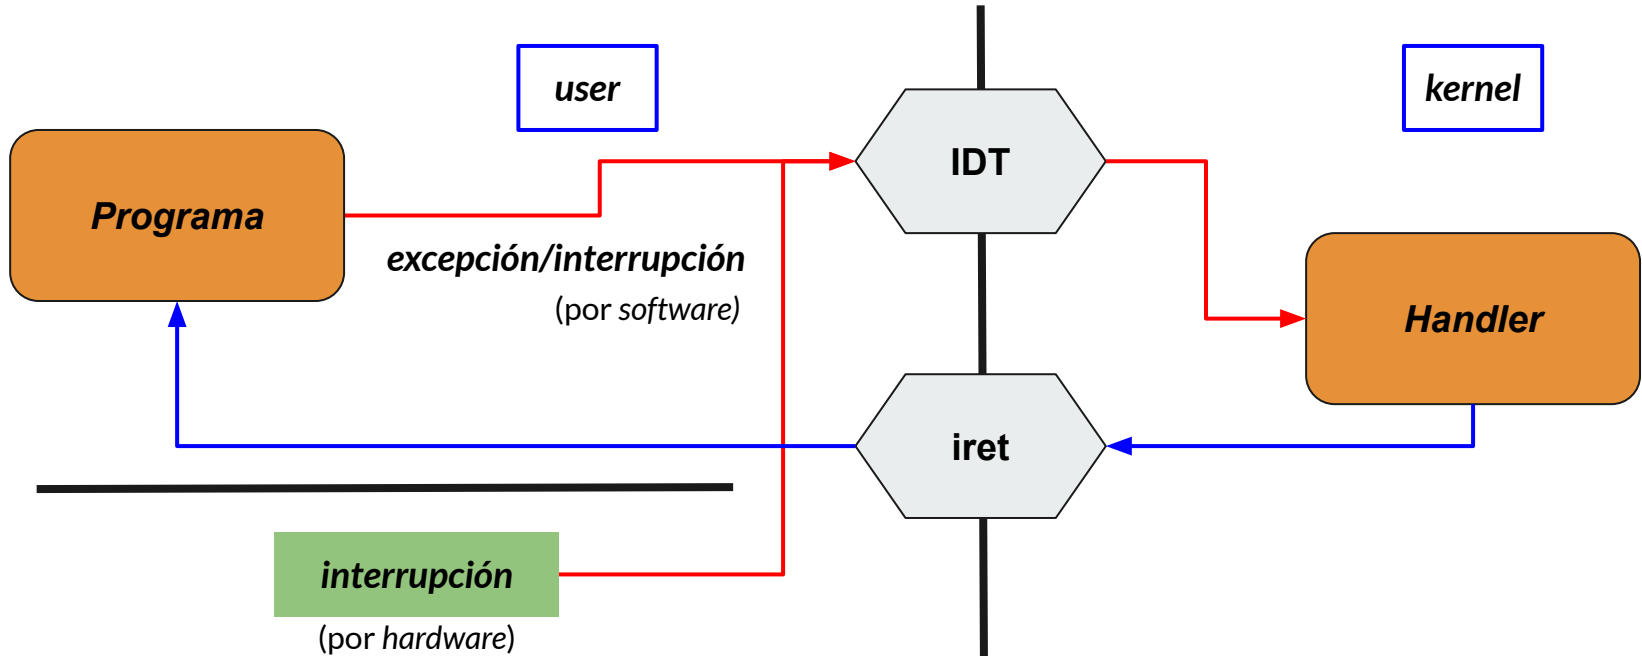 user
kernel
IDT
Programa
excepción/interrupción
(por software)
Handler
iret
interrupción
(por hardware)